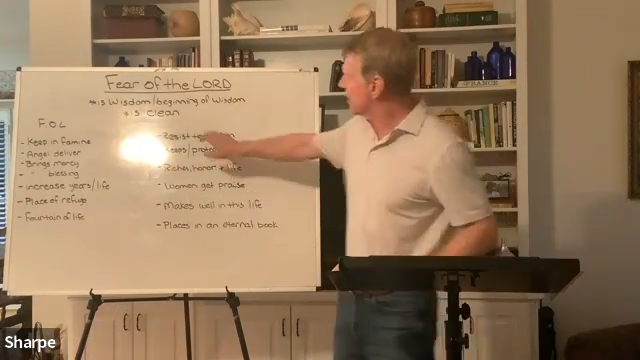 Fear of the LORD
is Wisdom/beginning of Wisdom
is clean
F.O.L
- Keep in famine
- Angel deliver
- Brings mercy
- " blessing
- increase years/life
- Place of refuge
- Fountain of life
- Resist
- Riches, honor + life
- Women get praise
- Makes well in this life
- Places in an eternal book
FRANCE
Sharpe